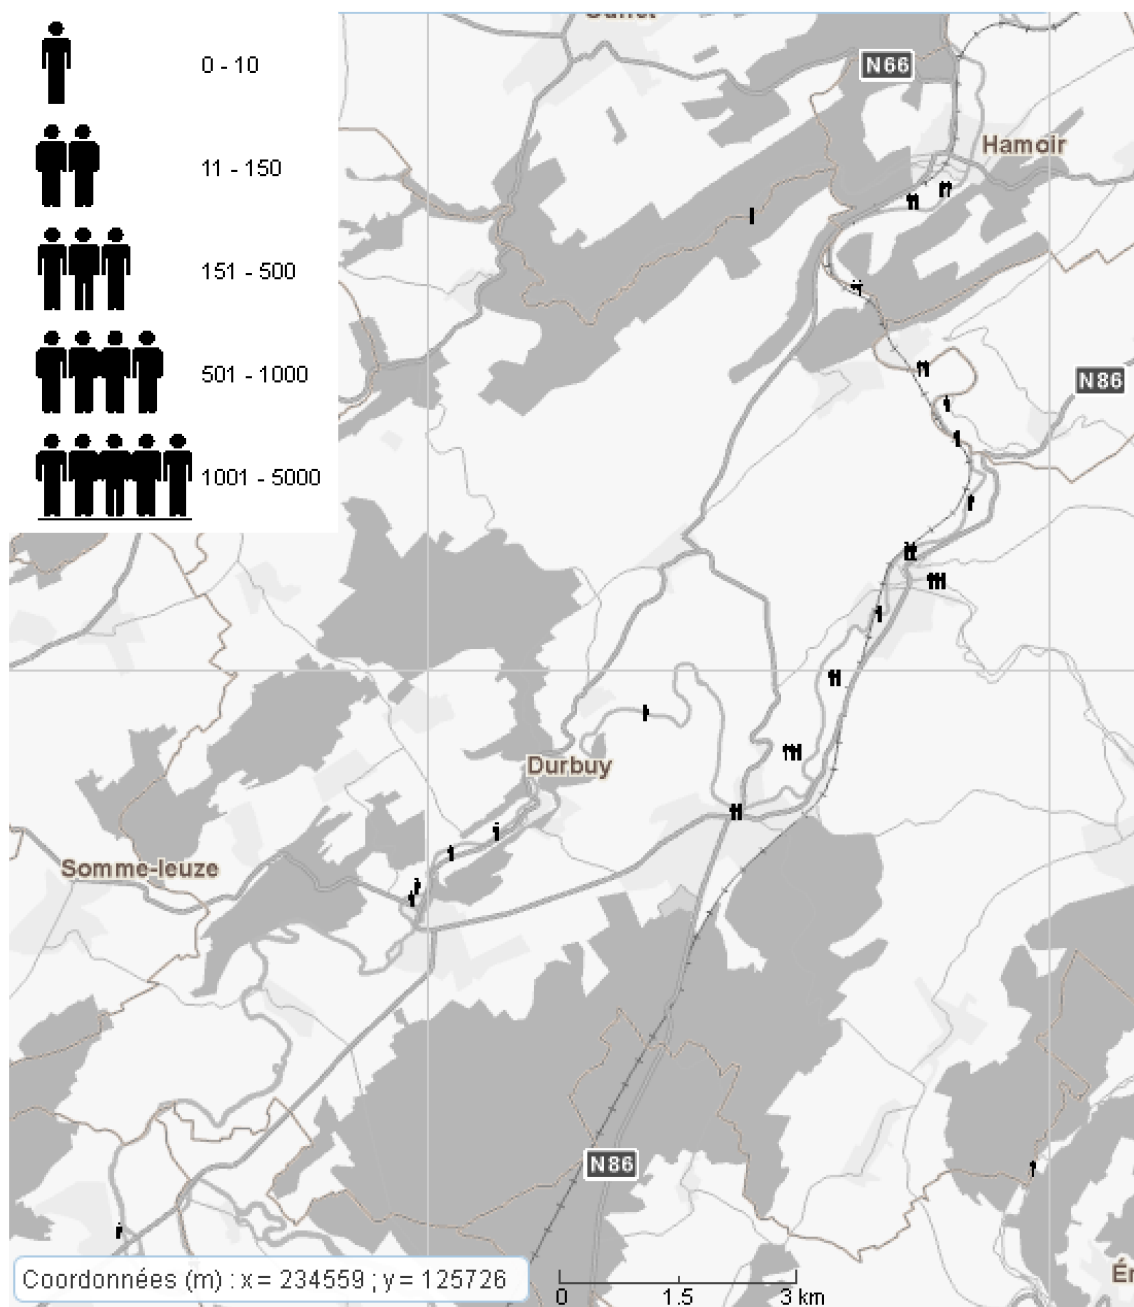 0 - 10
11 - 150
151 - 500
501 - 1000
1001 - 5000
N66
Hamoir
N86
Durbuy
Somme-leuze
N86
Coordonnées (m) : x = 234559 ; y = 125726
0 1.5 3 km